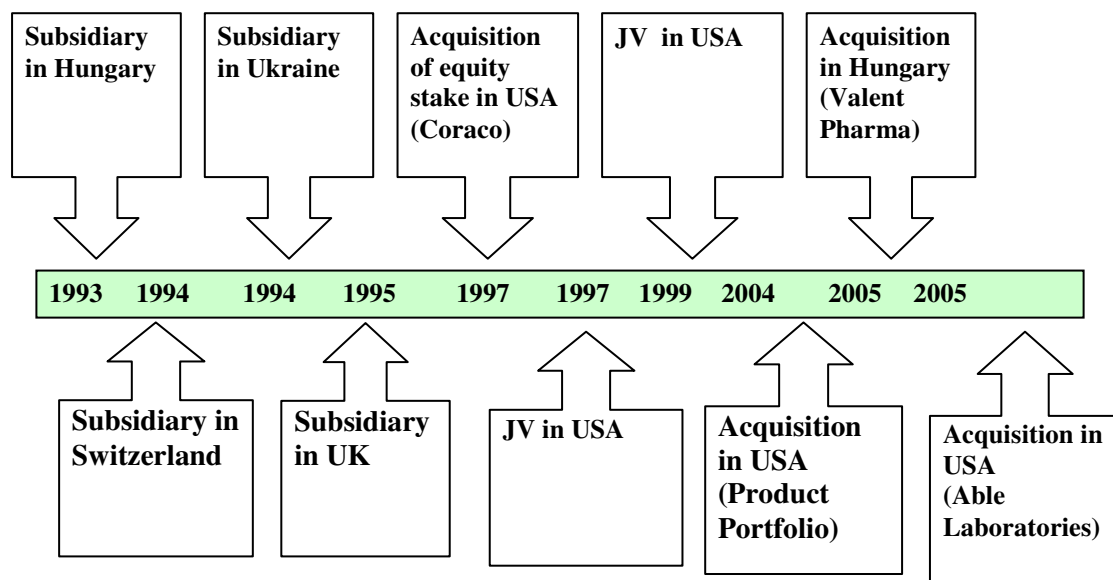 Subsidiary
in Hungary
Subsidiary
in Ukraine
Acquisition
of equity
stake in USA
(Coraco)
JV in USA
Acquisition
in Hungary
(Valent
Pharma)
1993 1994 1994 1995 1997 1997 1999 2004 2005 2005
Subsidiary in
Switzerland
Subsidiary
in UK
JV in USA
Acquisition
in USA
(Product
Portfolio)
Acquisition in
USA
(Able
Laboratories)